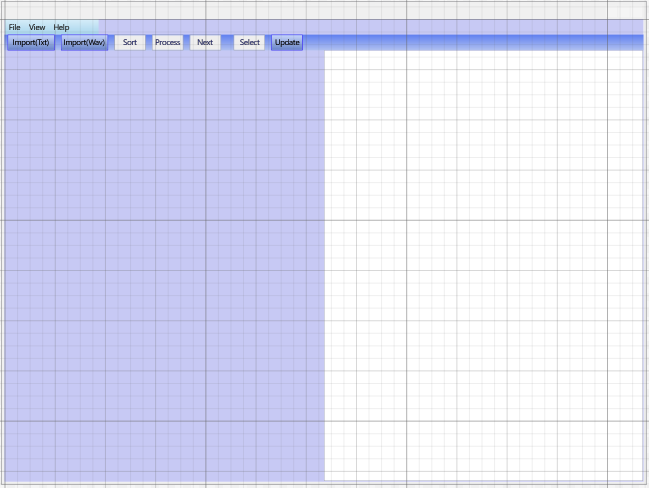 File View Help
Import(Txt) Import(Wav) Sort Process Next Select Update